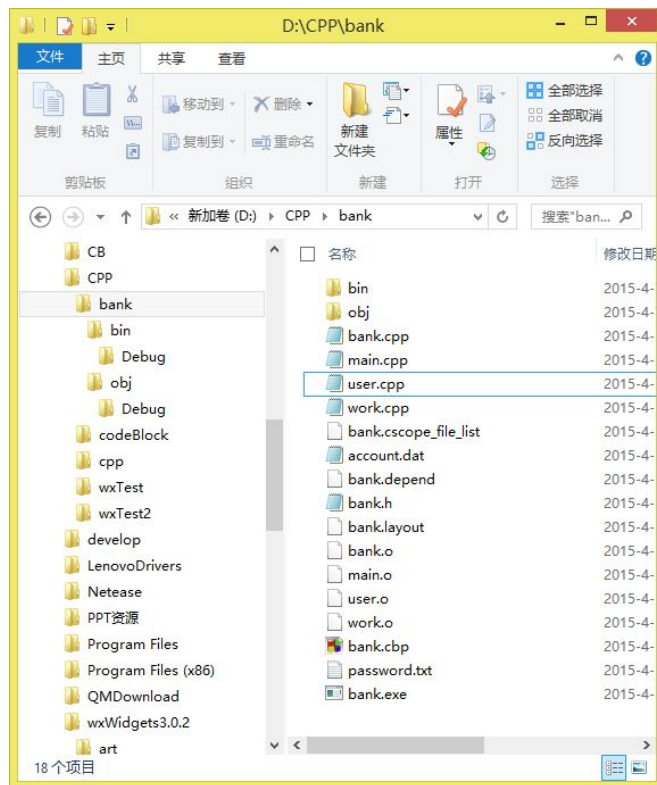 D:\CPP\bank
文件 主页 共享 查看
复制 粘贴 移动到 复制到 删除 重命名 新建文件夹 属性 全部选择 全部取消 反向选择
剪贴板 组织 新建 打开 选择
« 新加卷 (D:) CPP bank 搜索"ban...
CB
CPP
bank
bin
Debug
obj
Debug
codeBlock
cpp
wxTest
wxTest2
develop
LenovoDrivers
Netease
PPT资源
Program Files
Program Files (x86)
QMDownload
wxWidgets3.0.2
art
名称 修改日期
bin 2015-4-
obj 2015-4-
bank.cpp 2015-4-
main.cpp 2015-4-
user.cpp 2015-4-
work.cpp 2015-4-
bank.cscope_file_list 2015-4-
account.dat 2015-4-
bank.depend 2015-4-
bank.h 2015-4-
bank.layout 2015-4-
bank.o 2015-4-
main.o 2015-4-
user.o 2015-4-
work.o 2015-4-
bank.cbp 2015-4-
password.txt 2015-4-
bank.exe 2015-4-
18 个项目